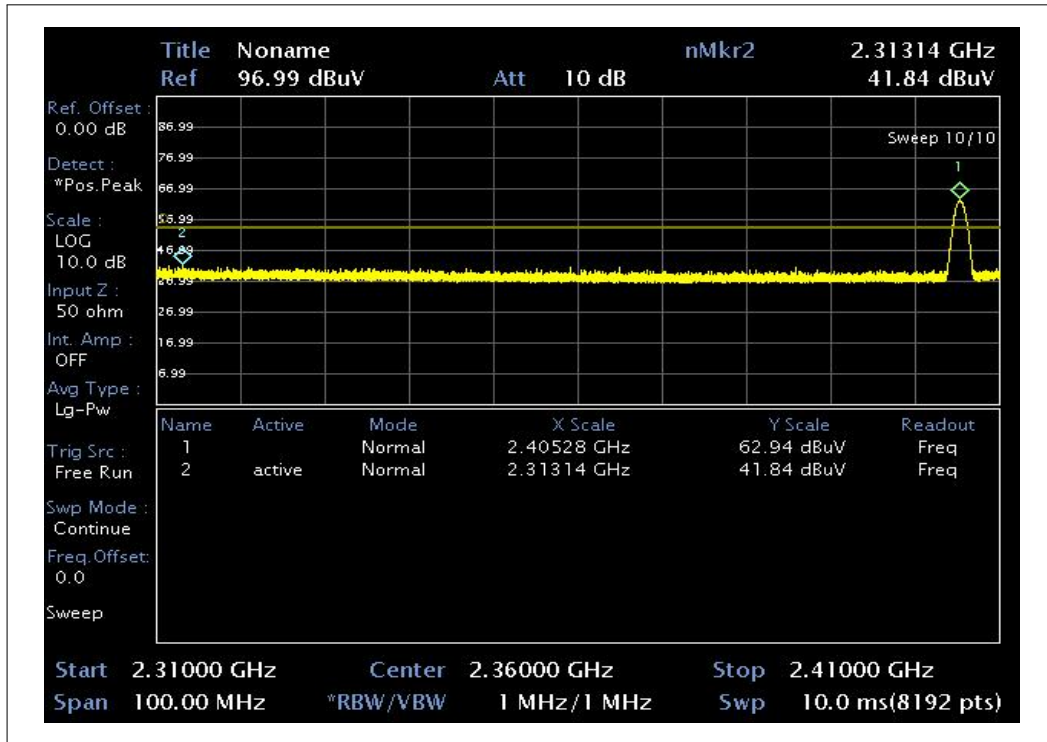 Title Noname nMkr2 2.31314 GHz
Ref 96.99 dBuV Att 10 dB 41.84 dBuV
Ref. Offset :
0.00 dB
Detect :
*Pos.Peak
Scale :
LOG
10.0 dB
Input Z :
50 ohm
Int. Amp :
OFF
Avg Type :
Lg-Pw
Trig Src :
Free Run
Swp Mode :
Continue
Freq.Offset:
0.0
Sweep
86.99
Sweep 10/10
76.99
1
66.99
2
26.99
16.99
6.99
Name Active Mode X Scale Y Scale Readout
1 Normal 2.40528 GHz 62.94 dBuV Freq
2 active Normal 2.31314 GHz 41.84 dBuV Freq
Start 2.31000 GHz Center 2.36000 GHz Stop 2.41000 GHz
Span 100.00 MHz *RBW/VBW 1 MHz/1 MHz Swp 10.0 ms(8192 pts)